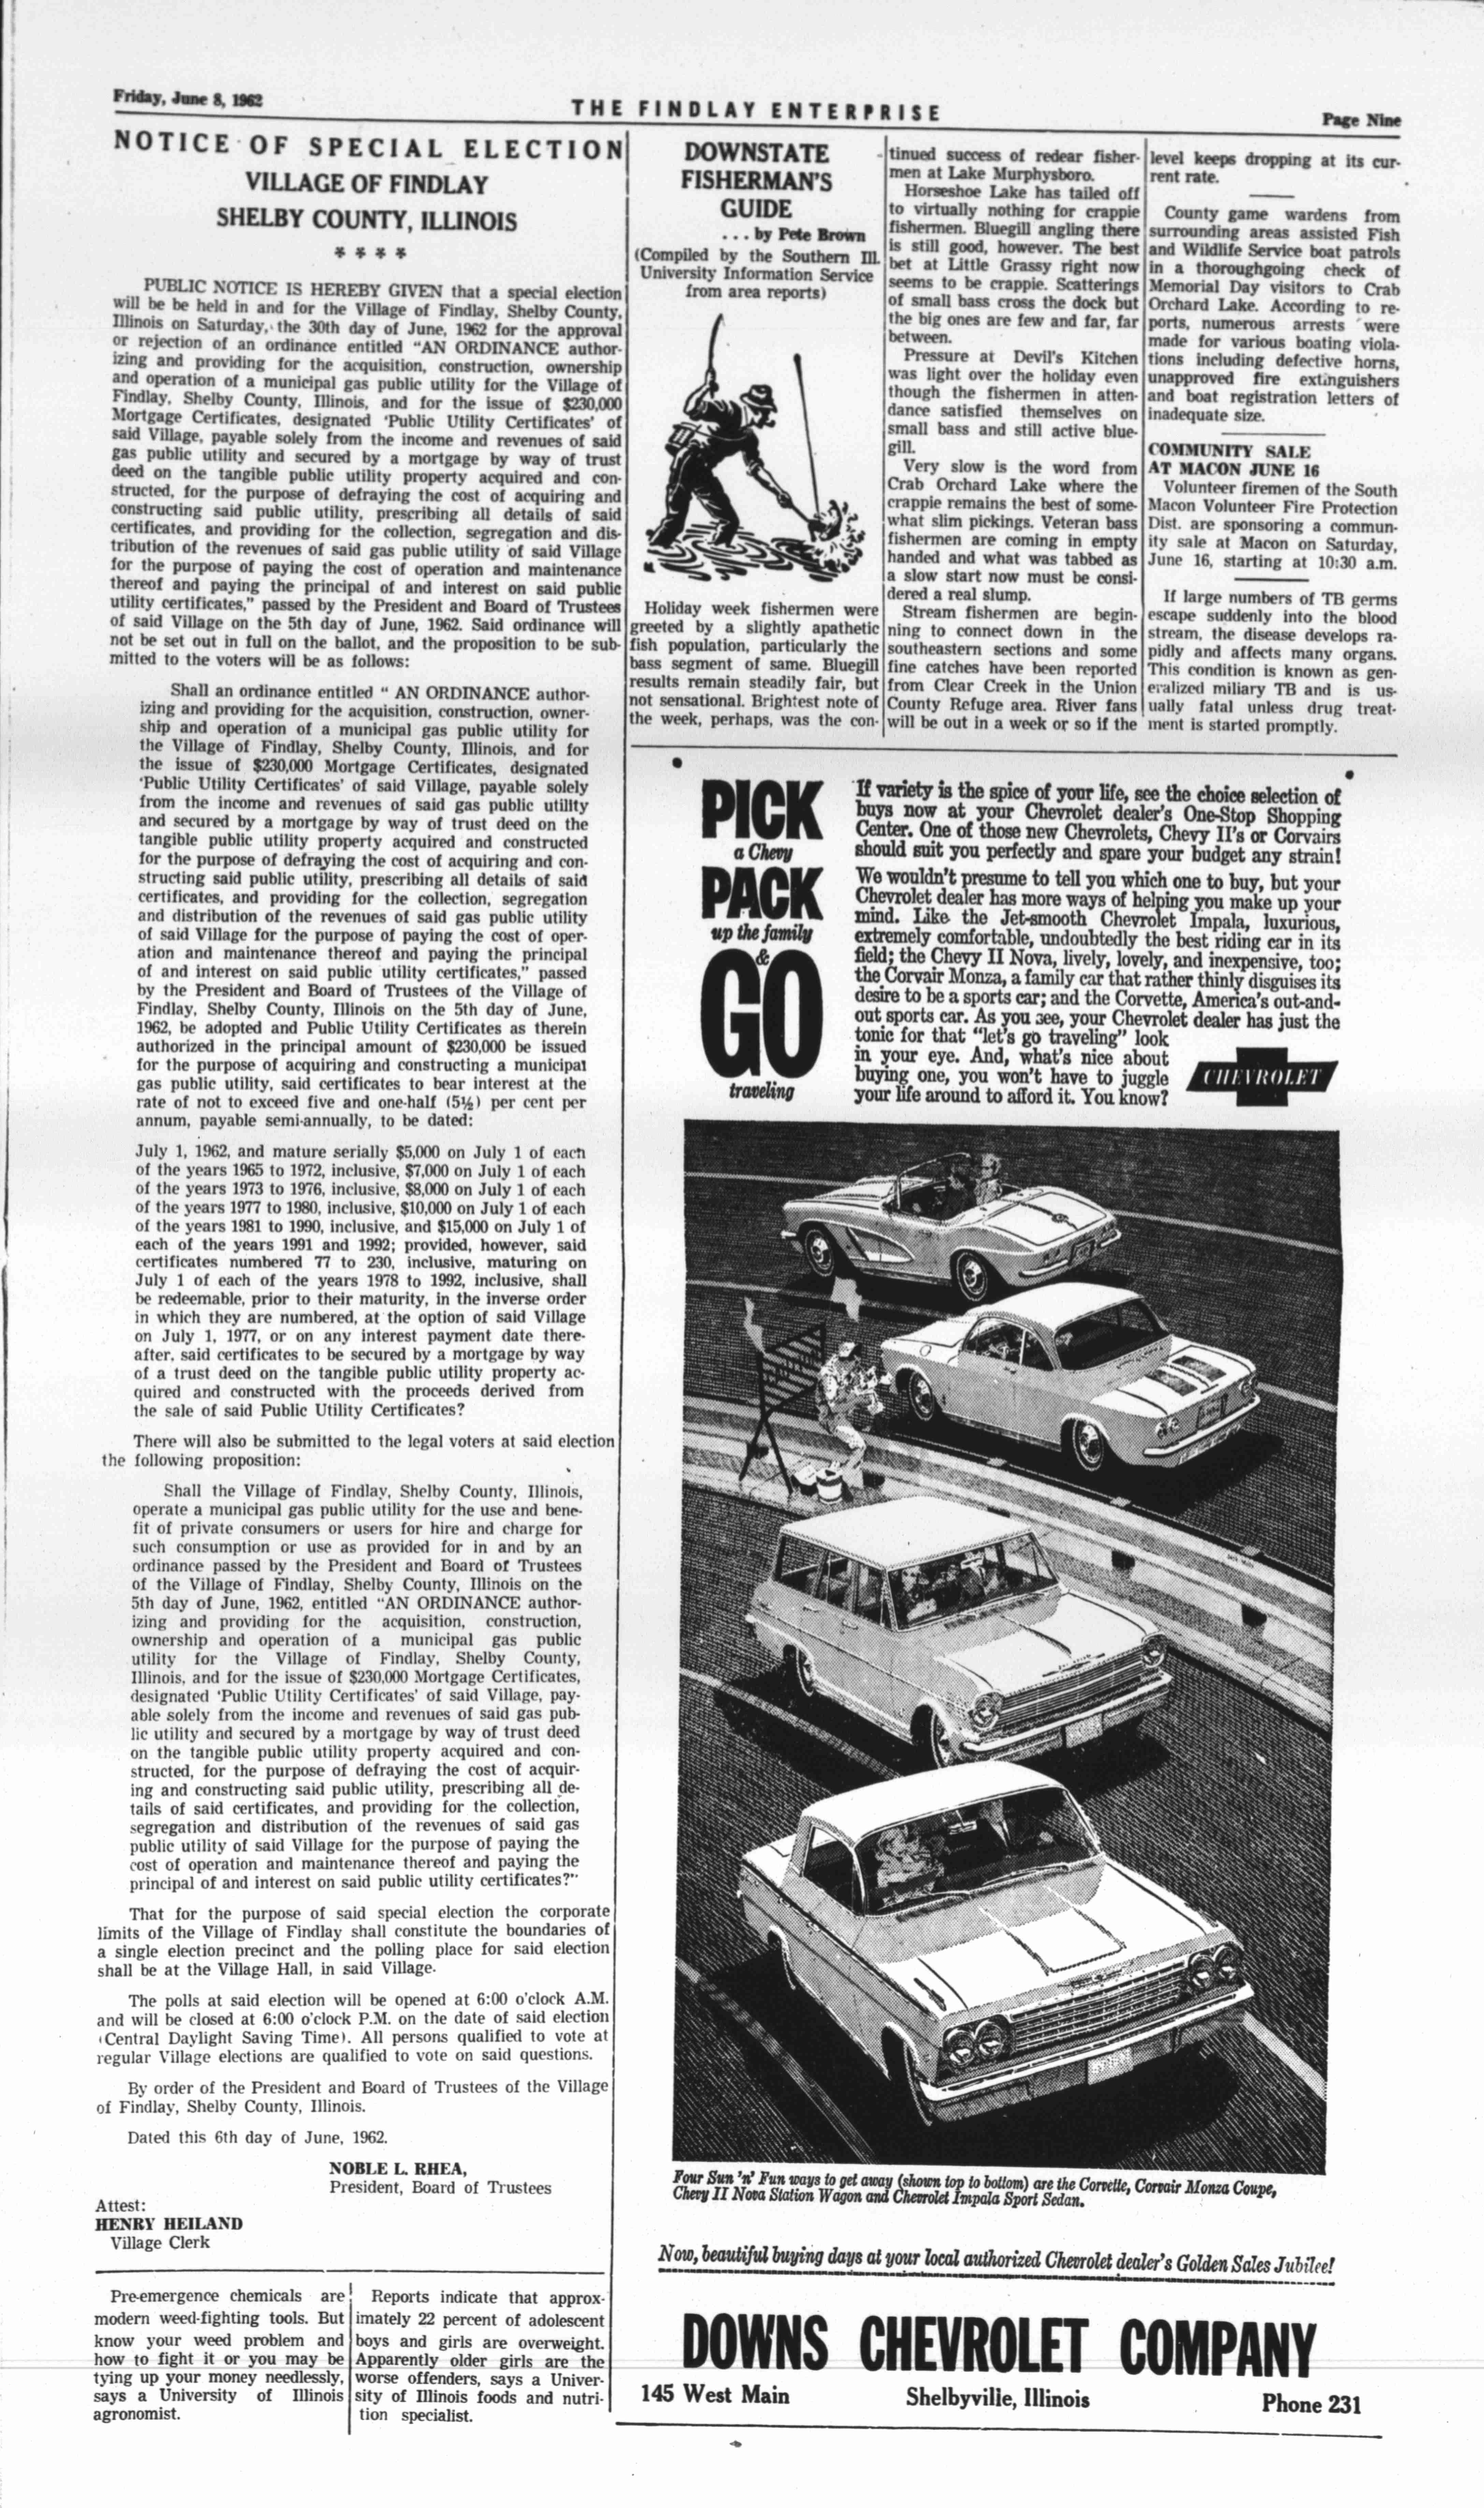 Friday, June 8, 1962
THE FINDLAY ENTERPRISE
Page Nine
NOTICE OF SPECIAL ELECTION
VILLAGE OF FINDLAY
SHELBY COUNTY, ILLINOIS
* * * *
PUBLIC NOTICE IS HEREBY GIVEN that a special election
will be be held in and for the Village of Findlay, Shelby County,
Illinois on Saturday, the 30th day of June, 1962 for the approval
or rejection of an ordinance entitled "AN ORDINANCE author-
izing and providing for the acquisition, construction, ownership
and operation of a municipal gas public utility for the Village of
Findlay, Shelby County, Illinois, and for the issue of $230,000
Mortgage Certificates, designated 'Public Utility Certificates' of
said Village, payable solely from the income and revenues of said
gas public utility and secured by a mortgage by way of trust
deed on the tangible public utility property acquired and con-
structed, for the purpose of defraying the cost of acquiring and
constructing said public utility, prescribing all details of said
certificates, and providing for the collection, segregation and dis-
tribution of the revenues of said gas public utility of said Village
for the purpose of paying the cost of operation and maintenance
thereof and paying the principal of and interest on said public
utility certificates," passed by the President and Board of Trustees
of said Village on the 5th day of June, 1962. Said ordinance will
not be set out in full on the ballot, and the proposition to be sub-
mitted to the voters will be as follows:
Shall an ordinance entitled " AN ORDINANCE author-
izing and providing for the acquisition, construction, owner-
ship and operation of a municipal gas public utility for
the Village of Findlay, Shelby County, Illinois, and for
the issue of $230,000 Mortgage Certificates, designated
'Public Utility Certificates' of said Village, payable solely
from the income and revenues of said gas public utility
and secured by a mortgage by way of trust deed on the
tangible public utility property acquired and constructed
for the purpose of defraying the cost of acquiring and con-
structing said public utility, prescribing all details of said
certificates, and providing for the collection, segregation
and distribution of the revenues of said gas public utility
of said Village for the purpose of paying the cost of oper-
ation and maintenance thereof and paying the principal
of and interest on said public utility certificates," passed
by the President and Board of Trustees of the Village of
Findlay, Shelby County, Illinois on the 5th day of June,
1962, be adopted and Public Utility Certificates as therein
authorized in the principal amount of $230,000 be issued
for the purpose of acquiring and constructing a municipal
gas public utility, said certificates to bear interest at the
rate of not to exceed five and one-half (5½) per cent per
annum, payable semi-annually, to be dated:
July 1, 1962, and mature serially $5,000 on July 1 of each
of the years 1965 to 1972, inclusive, $7,000 on July 1 of each
of the years 1973 to 1976, inclusive, $8,000 on July 1 of each
of the years 1977 to 1980, inclusive, $10,000 on July 1 of each
of the years 1981 to 1990, inclusive, and $15,000 on July 1 of
each of the years 1991 and 1992; provided, however, said
certificates numbered 77 to 230, inclusive, maturing on
July 1 of each of the years 1978 to 1992, inclusive, shall
be redeemable, prior to their maturity, in the inverse order
in which they are numbered, at the option of said Village
on July 1, 1977, or on any interest payment date there-
after, said certificates to be secured by a mortgage by way
of a trust deed on the tangible public utility property ac-
quired and constructed with the proceeds derived from
the sale of said Public Utility Certificates?
There will also be submitted to the legal voters at said election
the following proposition:
Shall the Village of Findlay, Shelby County, Illinois,
operate a municipal gas public utility for the use and bene-
fit of private consumers or users for hire and charge for
such consumption or use as provided for in and by an
ordinance passed by the President and Board of Trustees
of the Village of Findlay, Shelby County, Illinois on the
5th day of June, 1962, entitled "AN ORDINANCE author-
izing and providing for the acquisition, construction,
ownership and operation of a municipal gas public
utility for the Village of Findlay, Shelby County,
Illinois, and for the issue of $230,000 Mortgage Certificates,
designated 'Public Utility Certificates' of said Village, pay-
able solely from the income and revenues of said gas pub-
lic utility and secured by a mortgage by way of trust deed
on the tangible public utility property acquired and con-
structed, for the purpose of defraying the cost of acquir-
ing and constructing said public utility, prescribing all de-
tails of said certificates, and providing for the collection,
segregation and distribution of the revenues of said gas
public utility of said Village for the purpose of paying the
cost of operation and maintenance thereof and paying the
principal of and interest on said public utility certificates?"
That for the purpose of said special election the corporate
limits of the Village of Findlay shall constitute the boundaries of
a single election precinct and the polling place for said election
shall be at the Village Hall, in said Village.
The polls at said election will be opened at 6:00 o'clock A.M.
and will be closed at 6:00 o'clock P.M. on the date of said election
(Central Daylight Saving Time). All persons qualified to vote at
regular Village elections are qualified to vote on said questions.
By order of the President and Board of Trustees of the Village
of Findlay, Shelby County, Illinois.
Dated this 6th day of June, 1962.
NOBLE L. RHEA,
President, Board of Trustees
Attest:
HENRY HEILAND
Village Clerk
Pre-emergence chemicals are
modern weed-fighting tools. But
know your weed problem and
how to fight it or you may be
tying up your money needlessly,
says a University of Illinois
agronomist.
Reports indicate that approx-
imately 22 percent of adolescent
boys and girls are overweight.
Apparently older girls are the
worse offenders, says a Univer-
sity of Illinois foods and nutri-
tion specialist.
DOWNSTATE
FISHERMAN'S
GUIDE
. . . by Pete Brown
(Compiled by the Southern Ill.
University Information Service
from area reports)
Holiday week fishermen were
greeted by a slightly apathetic
fish population, particularly the
bass segment of same. Bluegill
results remain steadily fair, but
not sensational. Brightest note of
the week, perhaps, was the con-
tinued success of redear fisher-
men at Lake Murphysboro.
Horseshoe Lake has tailed off
to virtually nothing for crappie
fishermen. Bluegill angling there
is still good, however. The best
bet at Little Grassy right now
seems to be crappie. Scatterings
of small bass cross the dock but
the big ones are few and far, far
between.
Pressure at Devil's Kitchen
was light over the holiday even
though the fishermen in atten-
dance satisfied themselves on
small bass and still active blue-
gill.
Very slow is the word from
Crab Orchard Lake where the
crappie remains the best of some-
what slim pickings. Veteran bass
fishermen are coming in empty
handed and what was tabbed as
a slow start now must be consi-
dered a real slump.
Stream fishermen are begin-
ning to connect down in the
southeastern sections and some
fine catches have been reported
from Clear Creek in the Union
County Refuge area. River fans
will be out in a week or so if the
level keeps dropping at its cur-
rent rate.
County game wardens from
surrounding areas assisted Fish
and Wildlife Service boat patrols
in a thoroughgoing check of
Memorial Day visitors to Crab
Orchard Lake. According to re-
ports, numerous arrests were
made for various boating viola-
tions including defective horns,
unapproved fire extinguishers
and boat registration letters of
inadequate size.
COMMUNITY SALE
AT MACON JUNE 16
Volunteer firemen of the South
Macon Volunteer Fire Protection
Dist. are sponsoring a commun-
ity sale at Macon on Saturday,
June 16, starting at 10:30 a.m.
If large numbers of TB germs
escape suddenly into the blood
stream, the disease develops ra-
pidly and affects many organs.
This condition is known as gen-
eralized miliary TB and is us-
ually fatal unless drug treat-
ment is started promptly.
PICK
a Chevy
PACK
up the family
&
GO
traveling
If variety is the spice of your life, see the choice selection of
buys now at your Chevrolet dealer's One-Stop Shopping
Center. One of those new Chevrolets, Chevy II's or Corvairs
should suit you perfectly and spare your budget any strain!
We wouldn't presume to tell you which one to buy, but your
Chevrolet dealer has more ways of helping you make up your
mind. Like the Jet-smooth Chevrolet Impala, luxurious,
extremely comfortable, undoubtedly the best riding car in its
field; the Chevy II Nova, lively, lovely, and inexpensive, too;
the Corvair Monza, a family car that rather thinly disguises its
desire to be a sports car; and the Corvette, America's out-and-
out sports car. As you see, your Chevrolet dealer has just the
tonic for that "let's go traveling" look
in your eye. And, what's nice about
buying one, you won't have to juggle
your life around to afford it. You know?
CHEVROLET
Four Sun 'n' Fun ways to get away (shown top to bottom) are the Corvette, Corvair Monza Coupe,
Chevy II Nova Station Wagon and Chevrolet Impala Sport Sedan.
Now, beautiful buying days at your local authorized Chevrolet dealer's Golden Sales Jubilee!
DOWNS CHEVROLET COMPANY
145 West Main
Shelbyville, Illinois
Phone 231